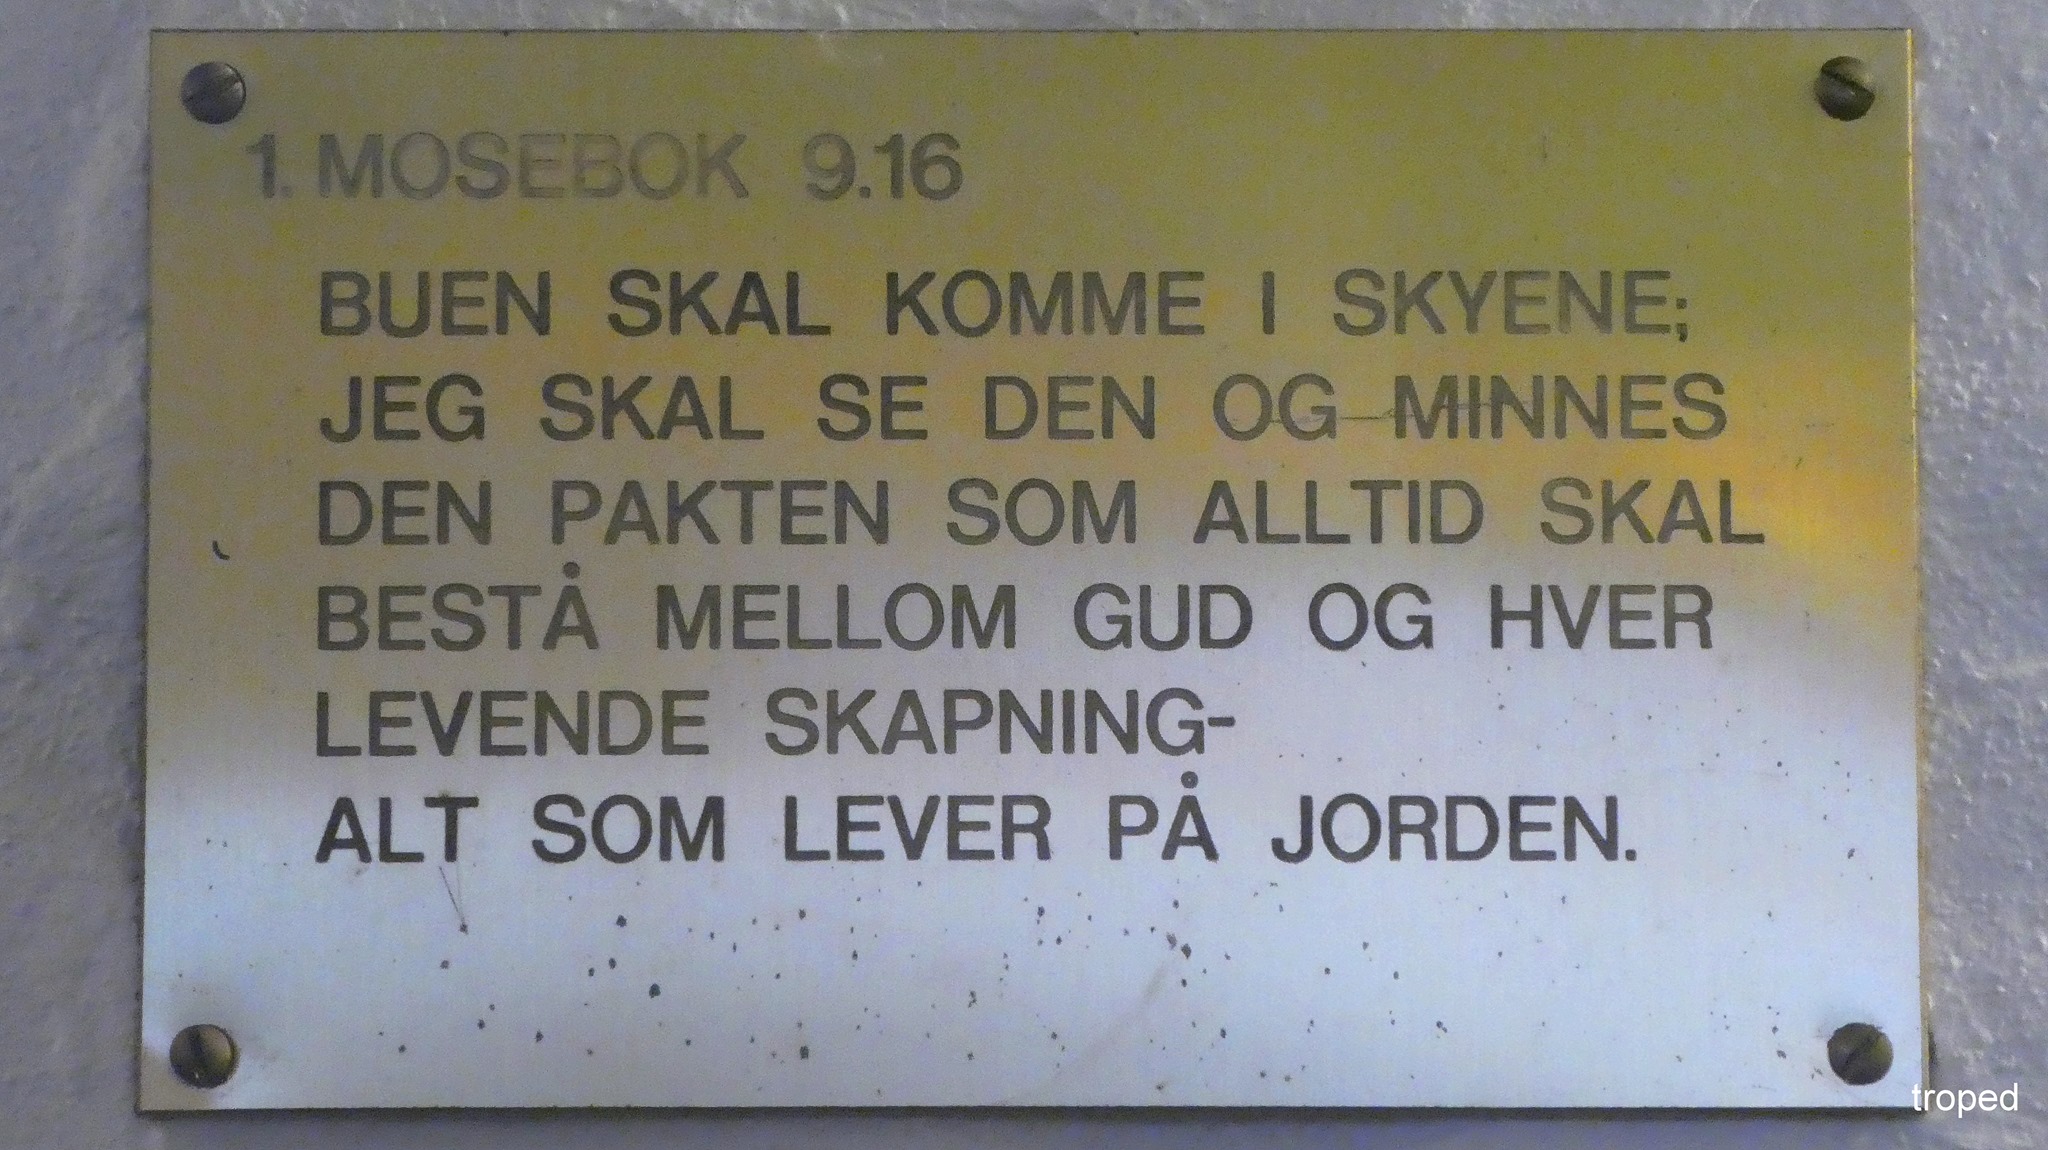 1. MOSEBOK 9.16
BUEN SKAL KOMME I SKYENE;
JEG SKAL SE DEN OG MINNES
DEN PAKTEN SOM ALLTID SKAL
BESTÅ MELLOM GUD OG HVER
LEVENDE SKAPNING-
ALT SOM LEVER PÅ JORDEN.
troped